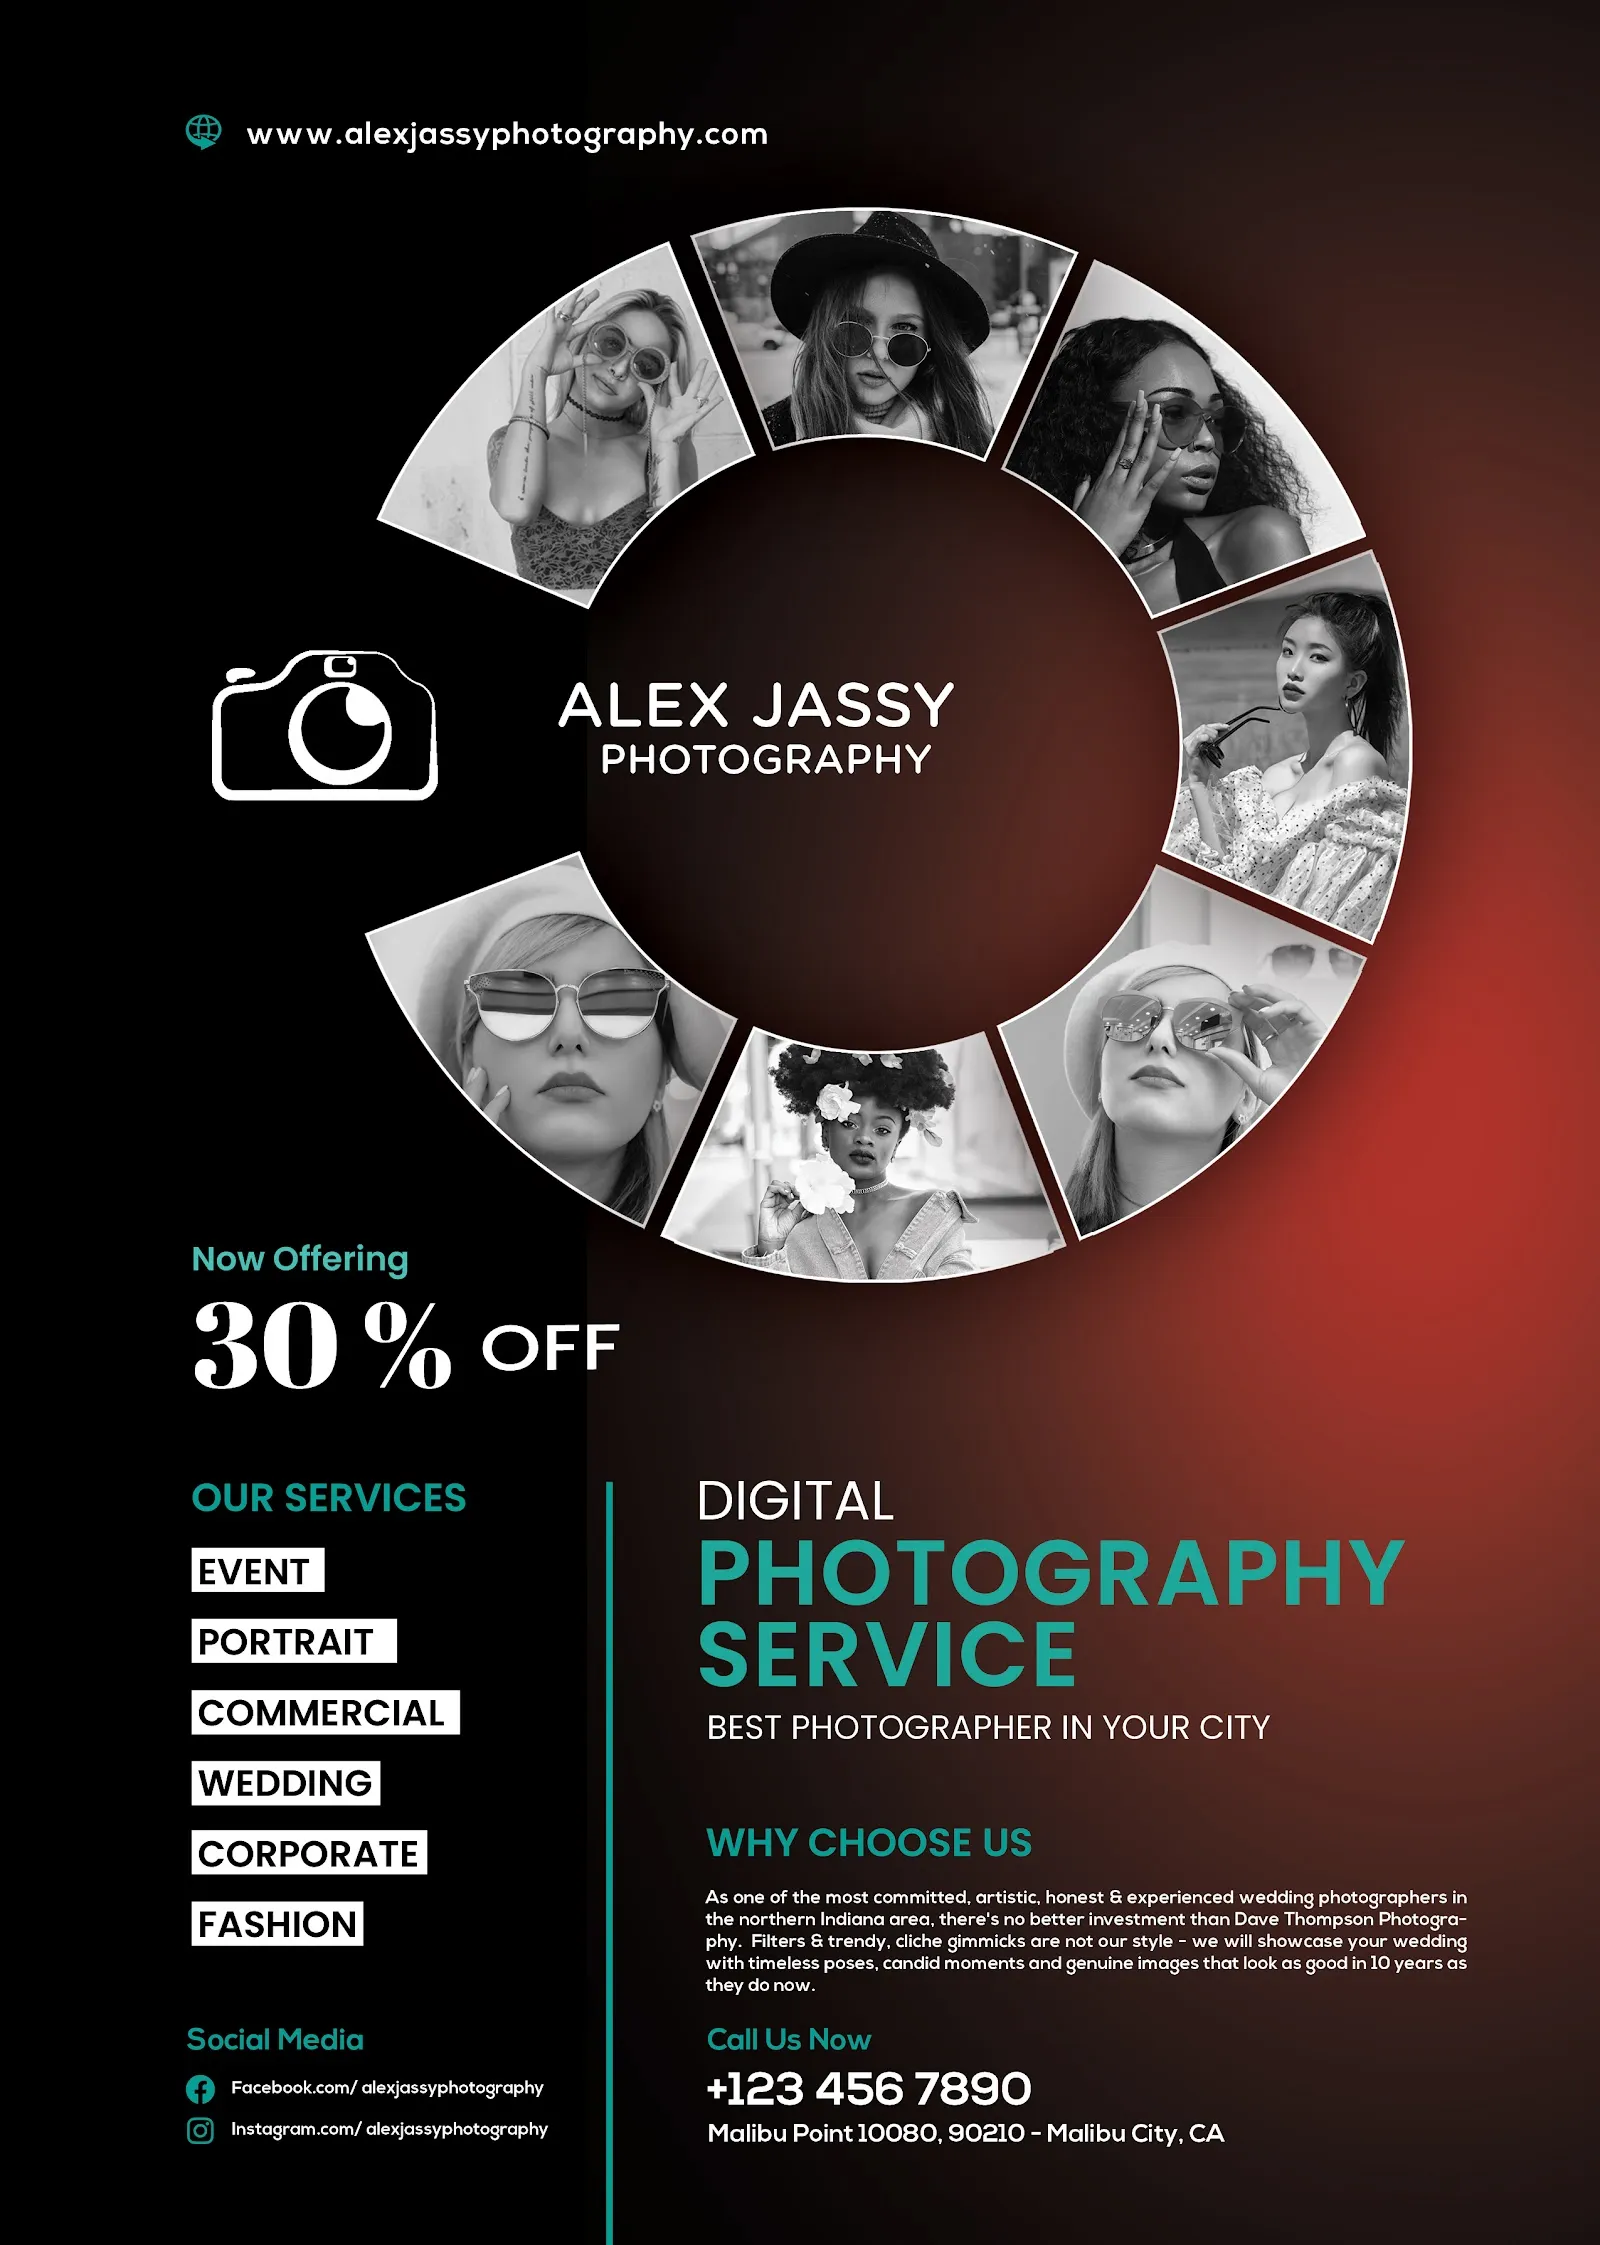 www.alexjassyphotography.com
ALEX JASSY
PHOTOGRAPHY
Now Offering
30 % OFF
OUR SERVICES
EVENT
PORTRAIT
COMMERCIAL
WEDDING
CORPORATE
FASHION
Social Media
Facebook.com/ alexjassyphotography
Instagram.com/ alexjassyphotography
DIGITAL
PHOTOGRAPHY
SERVICE
BEST PHOTOGRAPHER IN YOUR CITY
WHY CHOOSE US
As one of the most committed, artistic, honest & experienced wedding photographers in
the northern Indiana area, there's no better investment than Dave Thompson Photogra-
phy.  Filters & trendy, cliche gimmicks are not our style - we will showcase your wedding
with timeless poses, candid moments and genuine images that look as good in 10 years as
they do now.
Call Us Now
+123 456 7890
Malibu Point 10080, 90210 - Malibu City, CA